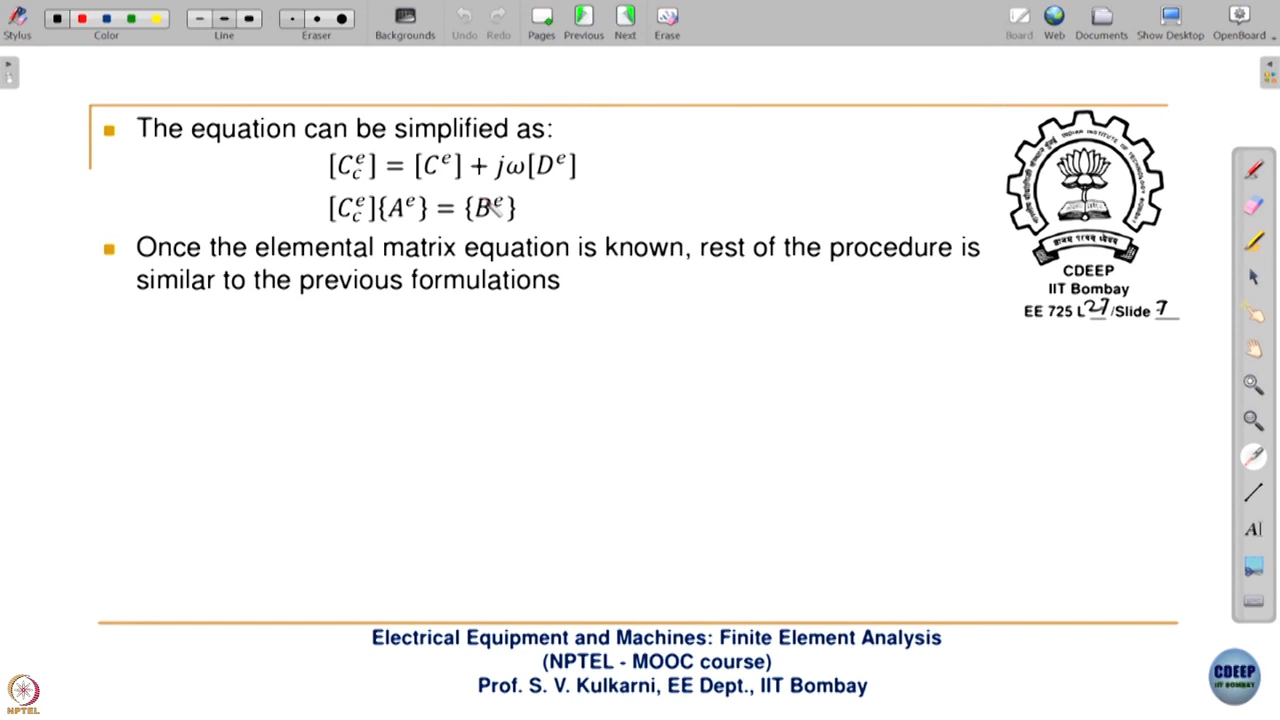 Stylus
Color
Line
Eraser
Backgrounds
Undo
Redo
Pages
Previous
Next
Erase
Board
Web
Documents
Show Desktop
OpenBoard
The equation can be simplified as:
[C_c^e] = [C^e] + jω[D^e]
[C_c^e]{A^e} = {B^e}
Once the elemental matrix equation is known, rest of the procedure is
similar to the previous formulations
CDEEP
IIT Bombay
EE 725 L 27 /Slide 7
A
Electrical Equipment and Machines: Finite Element Analysis
(NPTEL - MOOC course)
Prof. S. V. Kulkarni, EE Dept., IIT Bombay
NPTEL
CDEEP
IIT BOMBAY